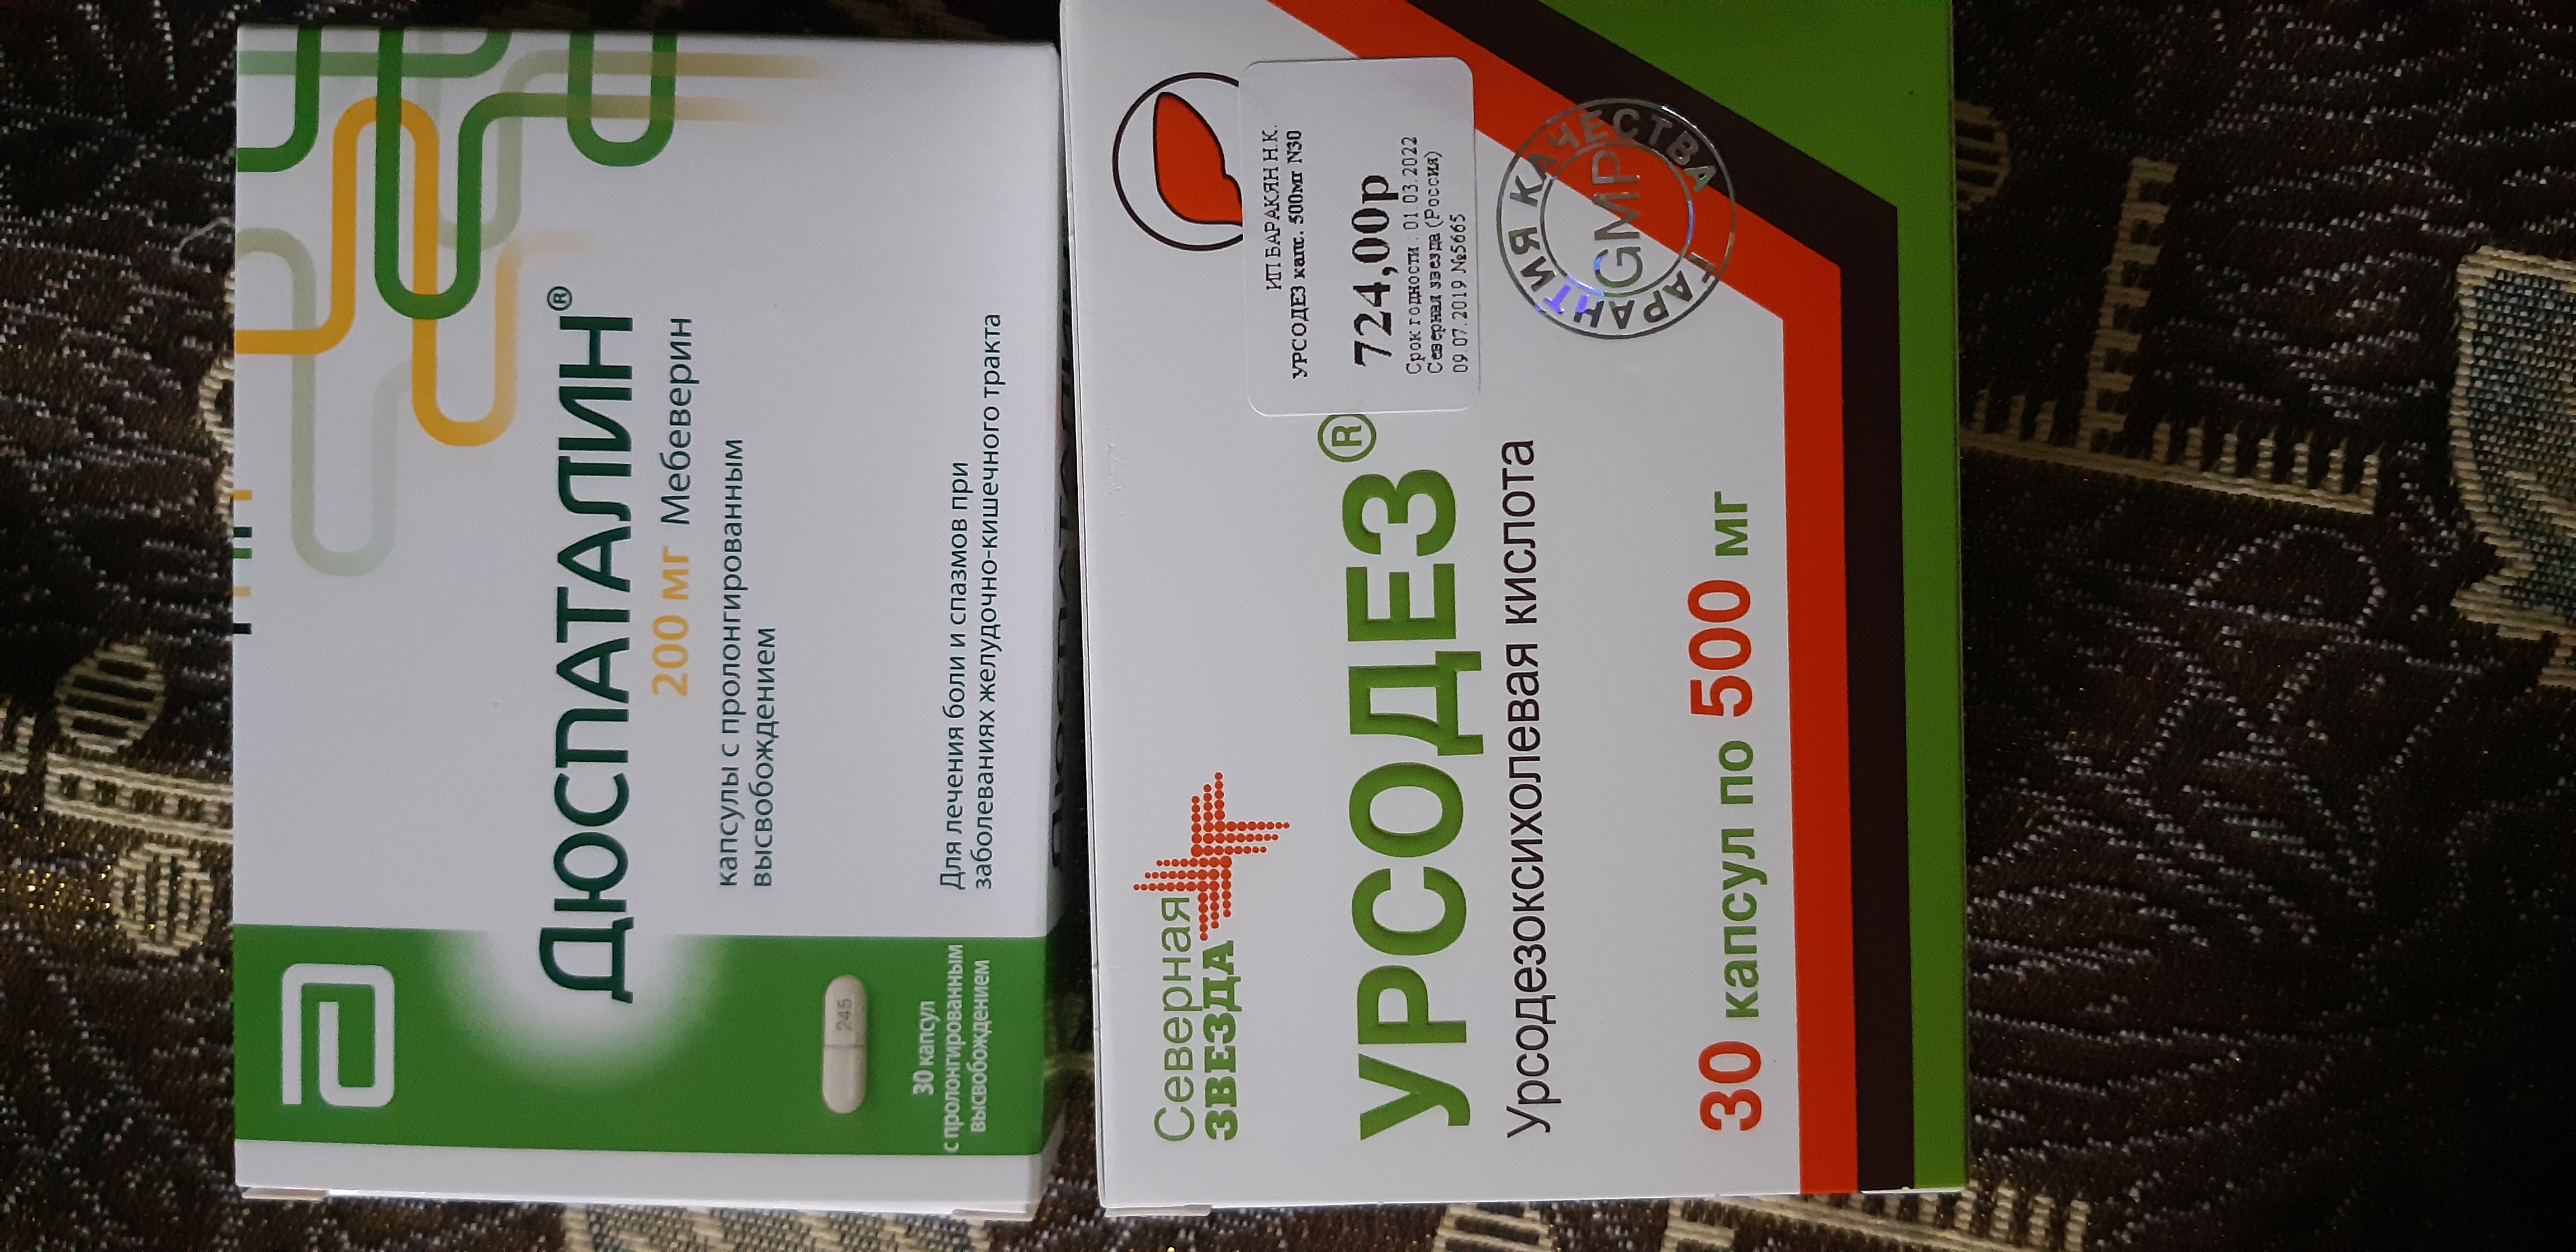 ДЮСПАТАЛИН®
200 мг Мебеверин
капсулы с пролонгированным
высвобождением
Для лечения боли и спазмов при
заболеваниях желудочно-кишечного тракта
245
30 капсул
с пролонгированным
высвобождением
Северная
ЗВЕЗДА
ИП БАРАКЯН Н.К.
УРСОДЕЗ капс. 500мг N30
724,00р
Срок годности : 01.03.2022
Северная звезда (Россия)
09.07.2019 №5665
УРСОДЕЗ®
Урсодезоксихолевая кислота
30 капсул по 500 мг
ГАРАНТИЯ КАЧЕСТВА
GMP